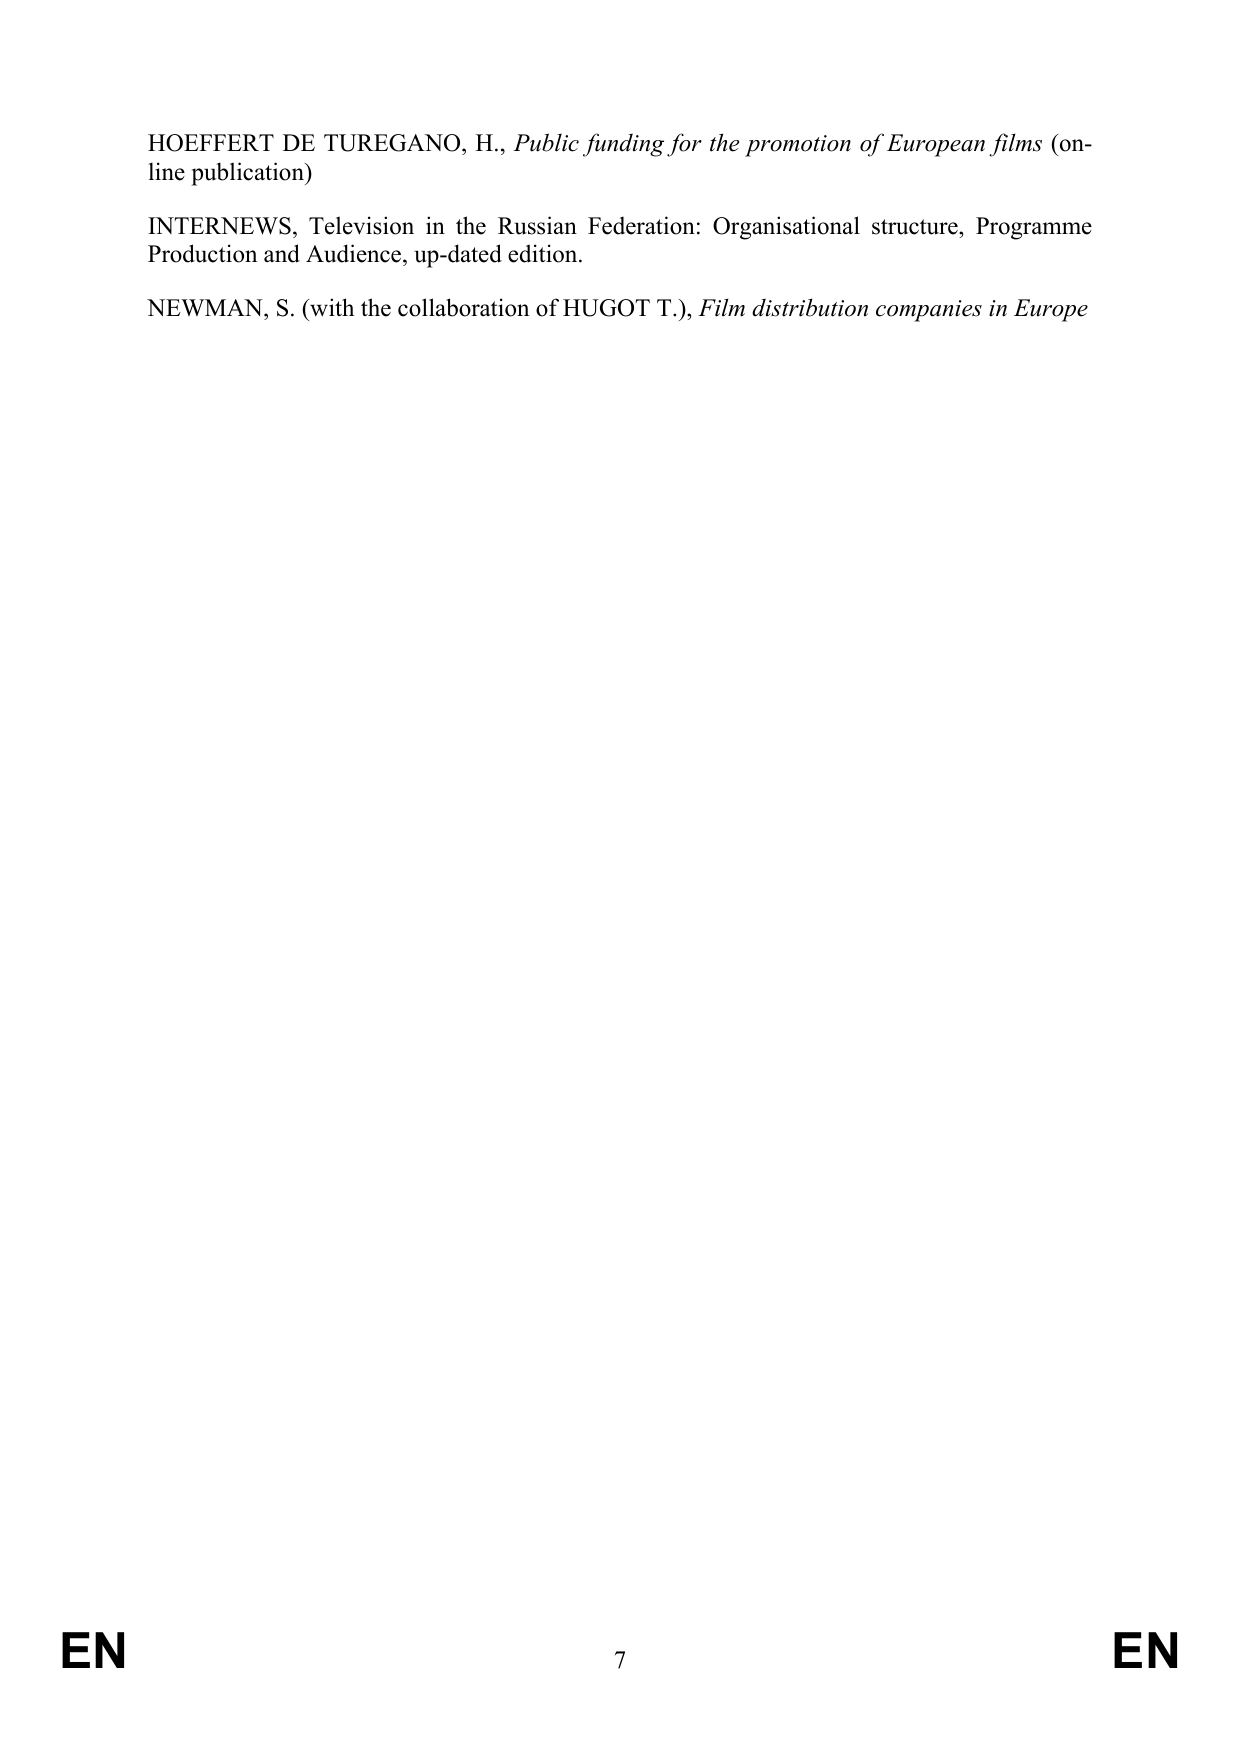 HOEFFERT DE TUREGANO, H., Public funding for the promotion of European films (on-
line publication)
INTERNEWS, Television in the Russian Federation: Organisational structure, Programme
Production and Audience, up-dated edition.
NEWMAN, S. (with the collaboration of HUGOT T.), Film distribution companies in Europe
EN 7 EN